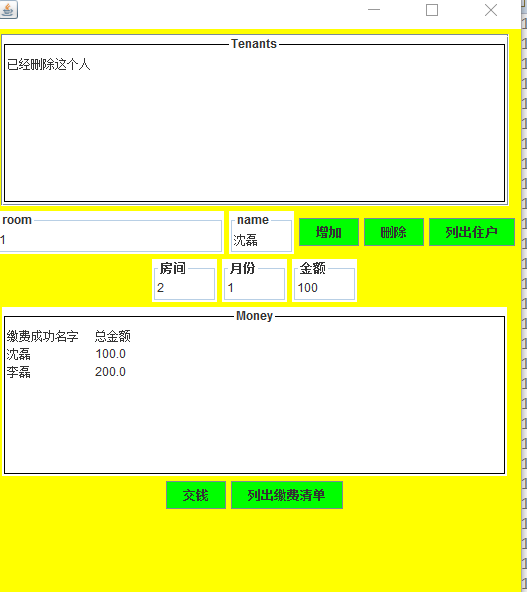 Tenants
已经删除这个人
room name
1 沈磊 增加 删除 列出住户
房间 月份 金额
2 1 100
Money
缴费成功名字 总金额
沈磊 100.0
李磊 200.0
交钱 列出缴费清单